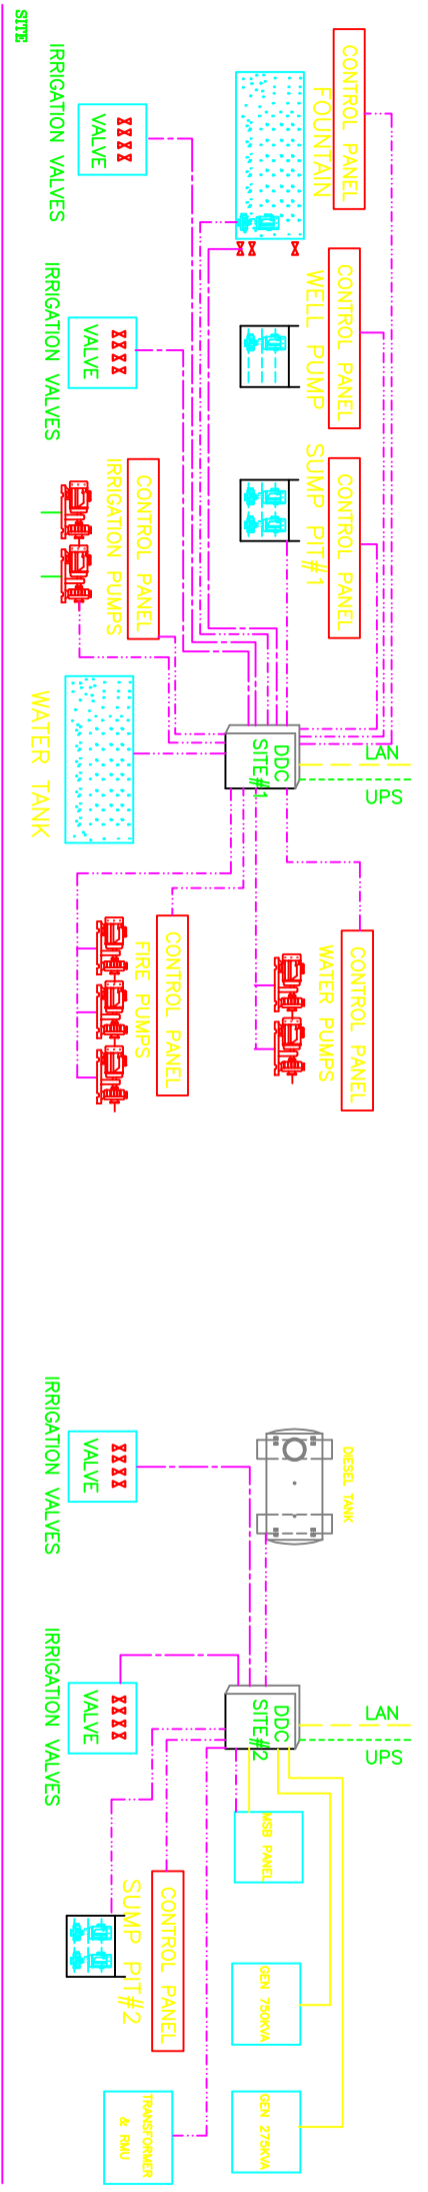 SITE
CONTROL PANEL
FOUNTAIN
CONTROL PANEL
WELL PUMP
CONTROL PANEL
SUMP PIT#1
VALVE
IRRIGATION VALVES
VALVE
IRRIGATION VALVES
CONTROL PANEL
IRRIGATION PUMPS
WATER TANK
LAN
UPS
DDC
SITE#1
CONTROL PANEL
WATER PUMPS
CONTROL PANEL
FIRE PUMPS
DIESEL TANK
VALVE
IRRIGATION VALVES
VALVE
IRRIGATION VALVES
LAN
UPS
DDC
SITE#2
MSB PANEL
CONTROL PANEL
SUMP PIT#2
GEN 750KVA
GEN 275KVA
TRANSFORMER
& RMU